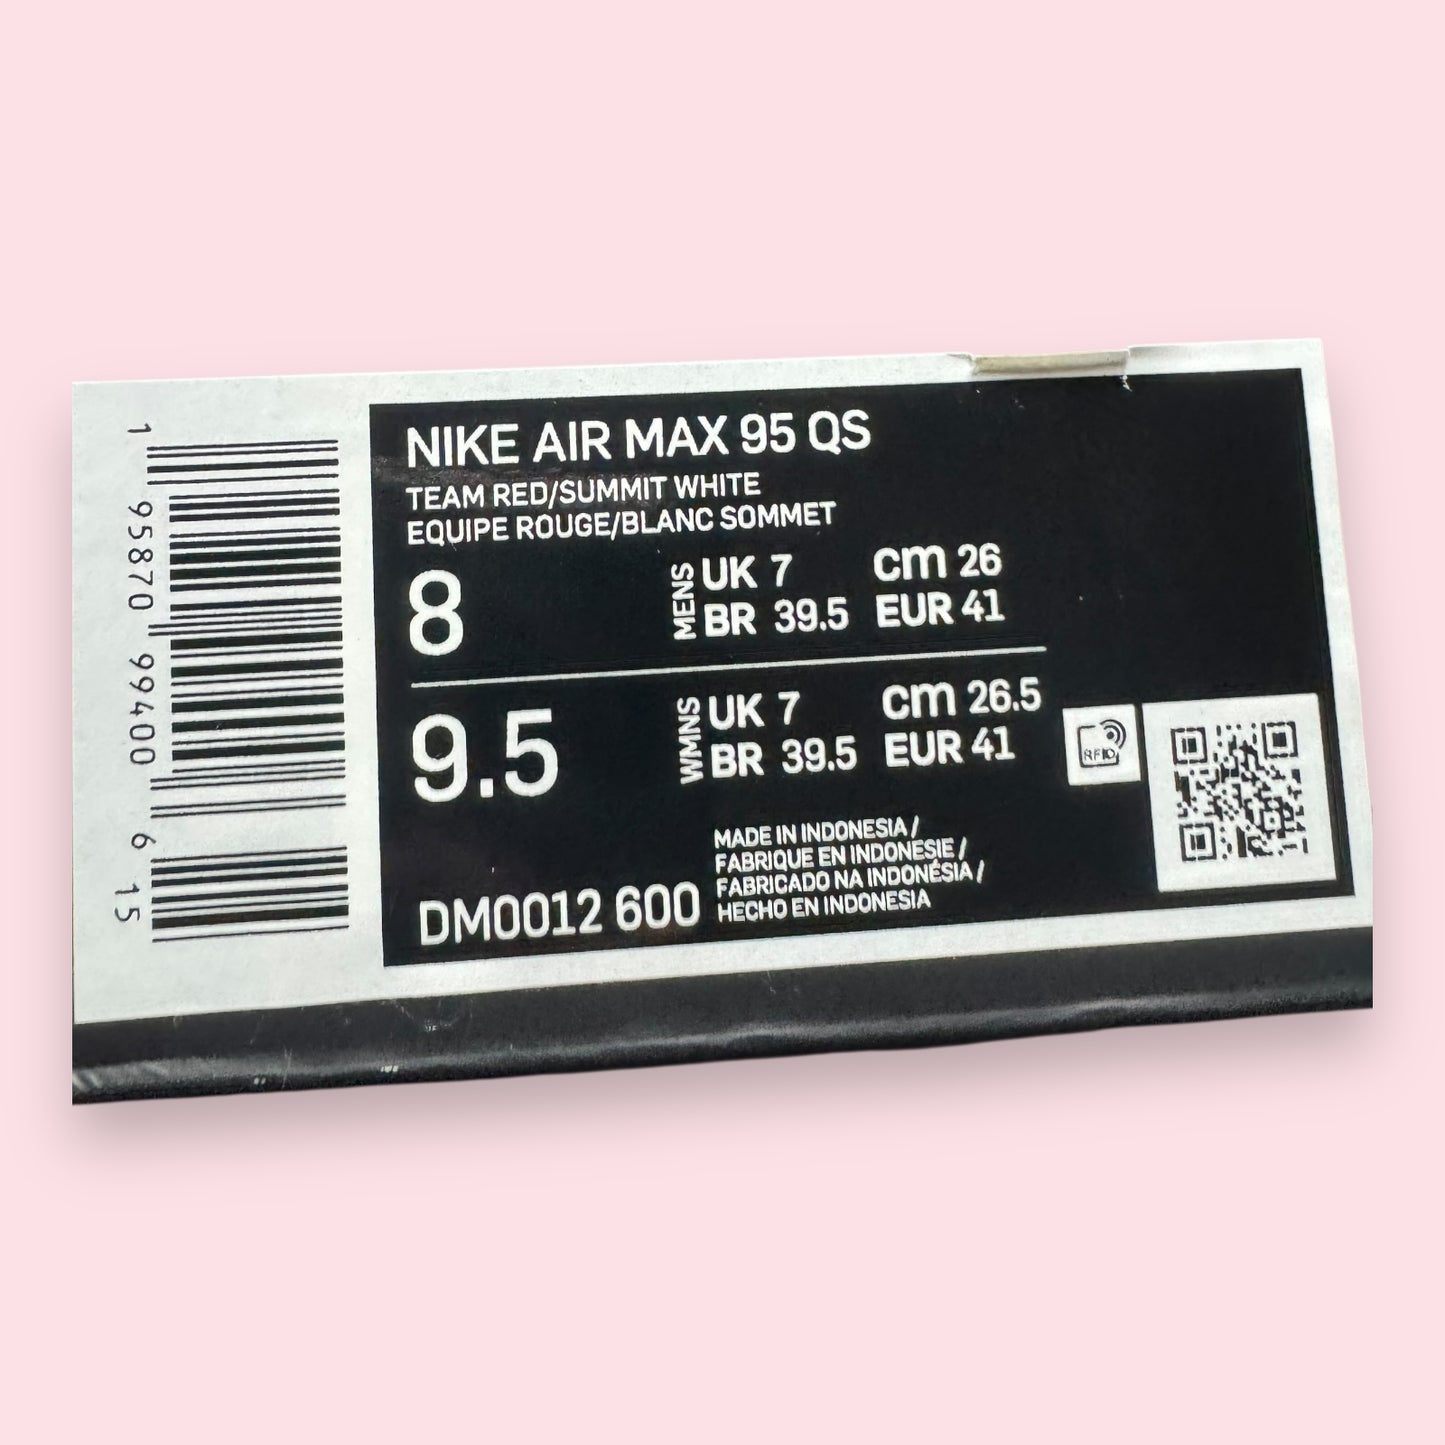 NIKE AIR MAX 95 QS
TEAM RED/SUMMIT WHITE
EQUIPE ROUGE/BLANC SOMMET
8
MENS
UK 7 cm 26
BR 39.5 EUR 41
9.5
WMNS
UK 7 cm 26.5
BR 39.5 EUR 41
RFID
DM0012 600
MADE IN INDONESIA /
FABRIQUE EN INDONESIE /
FABRICADO NA INDONÉSIA /
HECHO EN INDONESIA
1 95870 99400 6 15